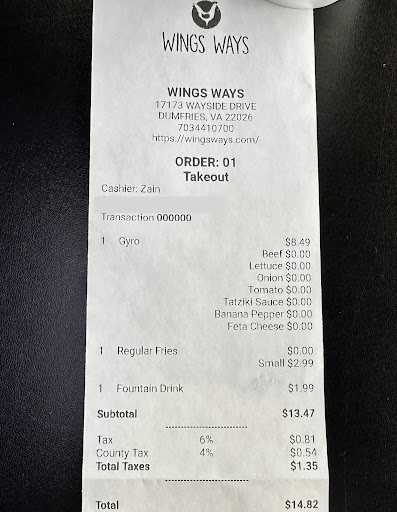 WINGS WAYS
WINGS WAYS
17173 WAYSIDE DRIVE
DUMFRIES, VA 22026
7034410700
https://wingsways.com/
ORDER: 01
Takeout
Cashier: Zain
Transaction 000000
1 Gyro $8.49
Beef $0.00
Lettuce $0.00
Onion $0.00
Tomato $0.00
Tatziki Sauce $0.00
Banana Pepper $0.00
Feta Cheese $0.00
1 Regular Fries $0.00
Small $2.99
1 Fountain Drink $1.99
Subtotal $13.47
Tax 6% $0.81
County Tax 4% $0.54
Total Taxes $1.35
Total $14.82